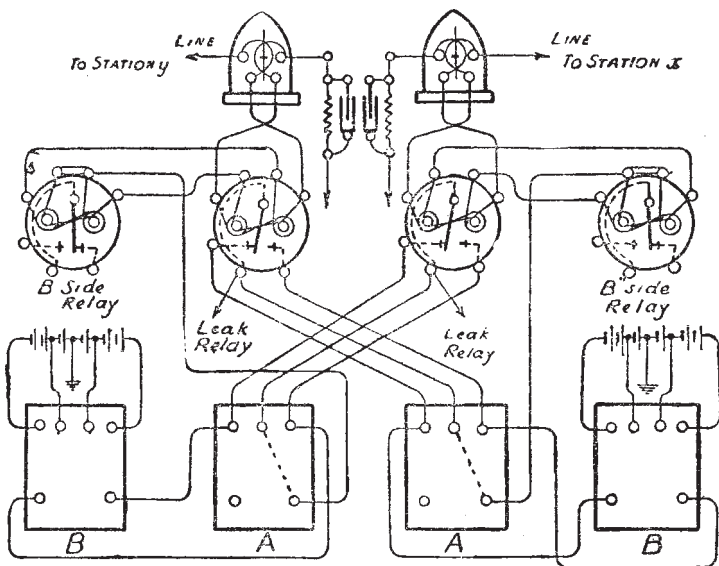 LINE
TO STATION Y
LINE
TO STATION X
B Side
Relay
Leak
Relay
Leak
Relay
B" side
Relay
B
A
A
B